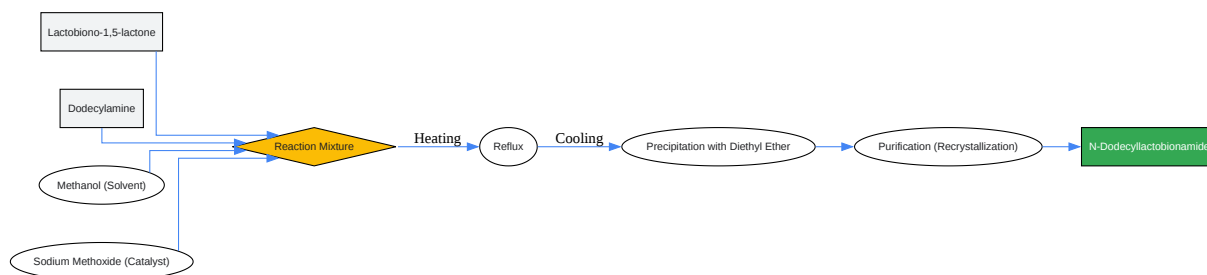 Lactobiono-1,5-lactone
Dodecylamine
Methanol (Solvent)
Sodium Methoxide (Catalyst)
Reaction Mixture
Heating
Reflux
Cooling
Precipitation with Diethyl Ether
Purification (Recrystallization)
N-Dodecyllactobionamide